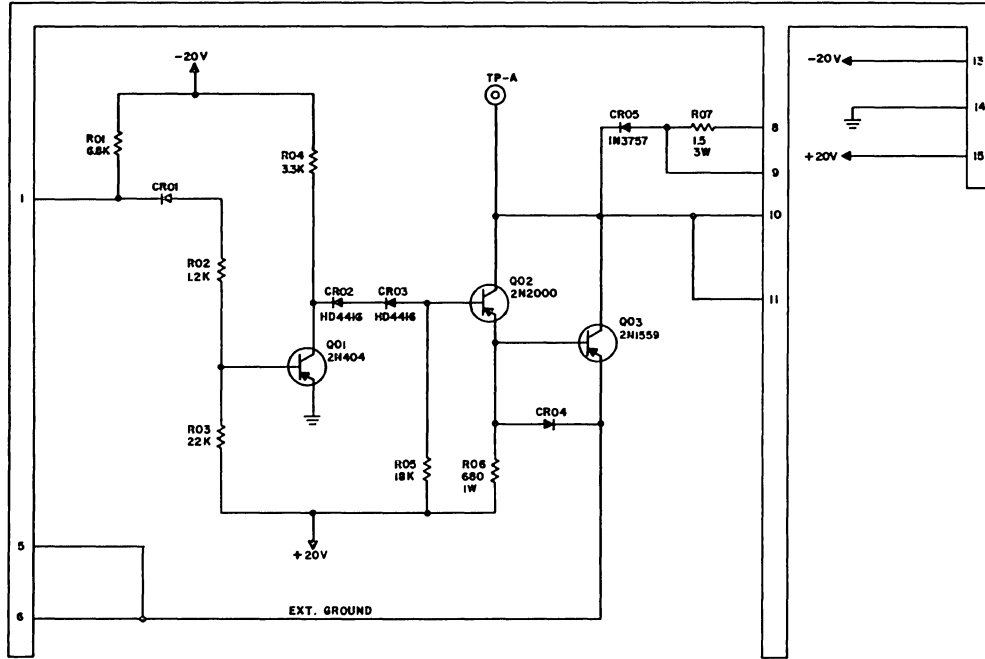 -20V
TP-A
-20V
13
R01
6.8K
R04
3.3K
CR05
1N3757
R07
1.5
3W
8
14
+20V
15
9
CR01
1
10
R02
1.2K
CR02
HD4416
CR03
HD4416
Q02
2N2000
11
Q03
2N1559
Q01
2N404
CR04
R03
22K
R05
18K
R06
680
1W
+20V
5
EXT. GROUND
6